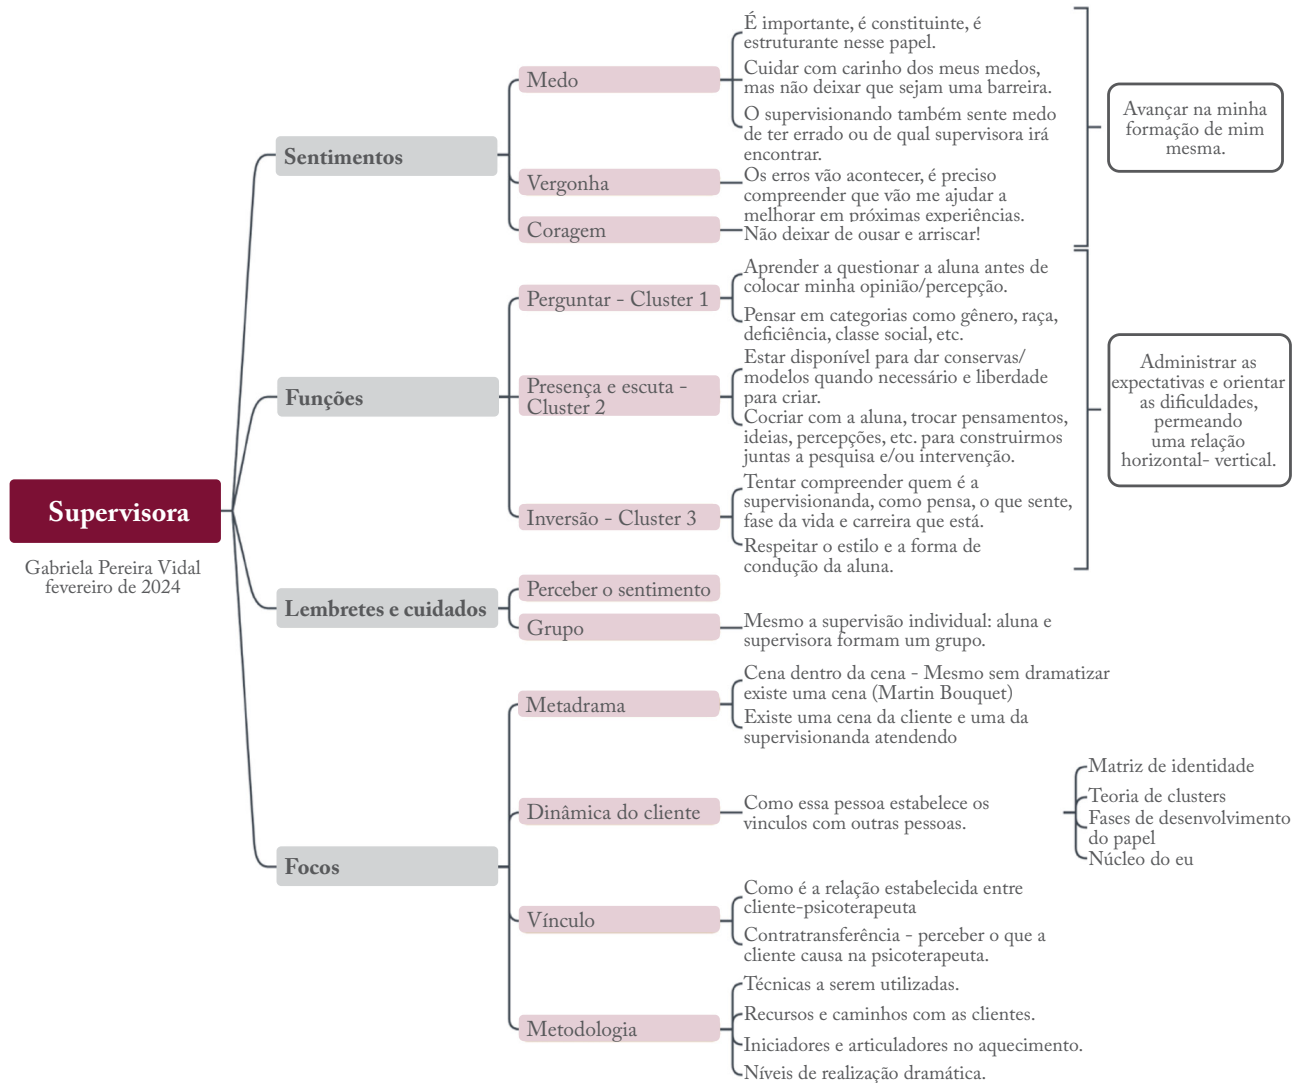 Supervisora
Gabriela Pereira Vidal
fevereiro de 2024
Sentimentos
Medo
É importante, é constituinte, é
estruturante nesse papel.
Cuidar com carinho dos meus medos,
mas não deixar que sejam uma barreira.
O supervisionando também sente medo
de ter errado ou de qual supervisora irá
encontrar.
Vergonha
Os erros vão acontecer, é preciso
compreender que vão me ajudar a
melhorar em próximas experiências.
Coragem
Não deixar de ousar e arriscar!
Avançar na minha
formação de mim
mesma.
Funções
Perguntar - Cluster 1
Aprender a questionar a aluna antes de
colocar minha opinião/percepção.
Pensar em categorias como gênero, raça,
deficiência, classe social, etc.
Presença e escuta -
Cluster 2
Estar disponível para dar conservas/
modelos quando necessário e liberdade
para criar.
Cocriar com a aluna, trocar pensamentos,
ideias, percepções, etc. para construirmos
juntas a pesquisa e/ou intervenção.
Inversão - Cluster 3
Tentar compreender quem é a
supervisionanda, como pensa, o que sente,
fase da vida e carreira que está.
Respeitar o estilo e a forma de
condução da aluna.
Administrar as
expectativas e orientar
as dificuldades,
permeando
uma relação
horizontal- vertical.
Lembretes e cuidados
Perceber o sentimento
Grupo
Mesmo a supervisão individual: aluna e
supervisora formam um grupo.
Focos
Metadrama
Cena dentro da cena - Mesmo sem dramatizar
existe uma cena (Martin Bouquet)
Existe uma cena da cliente e uma da
supervisionanda atendendo
Dinâmica do cliente
Como essa pessoa estabelece os
vinculos com outras pessoas.
Matriz de identidade
Teoria de clusters
Fases de desenvolvimento
do papel
Núcleo do eu
Vínculo
Como é a relação estabelecida entre
cliente-psicoterapeuta
Contratransferência - perceber o que a
cliente causa na psicoterapeuta.
Metodologia
Técnicas a serem utilizadas.
Recursos e caminhos com as clientes.
Iniciadores e articuladores no aquecimento.
Níveis de realização dramática.